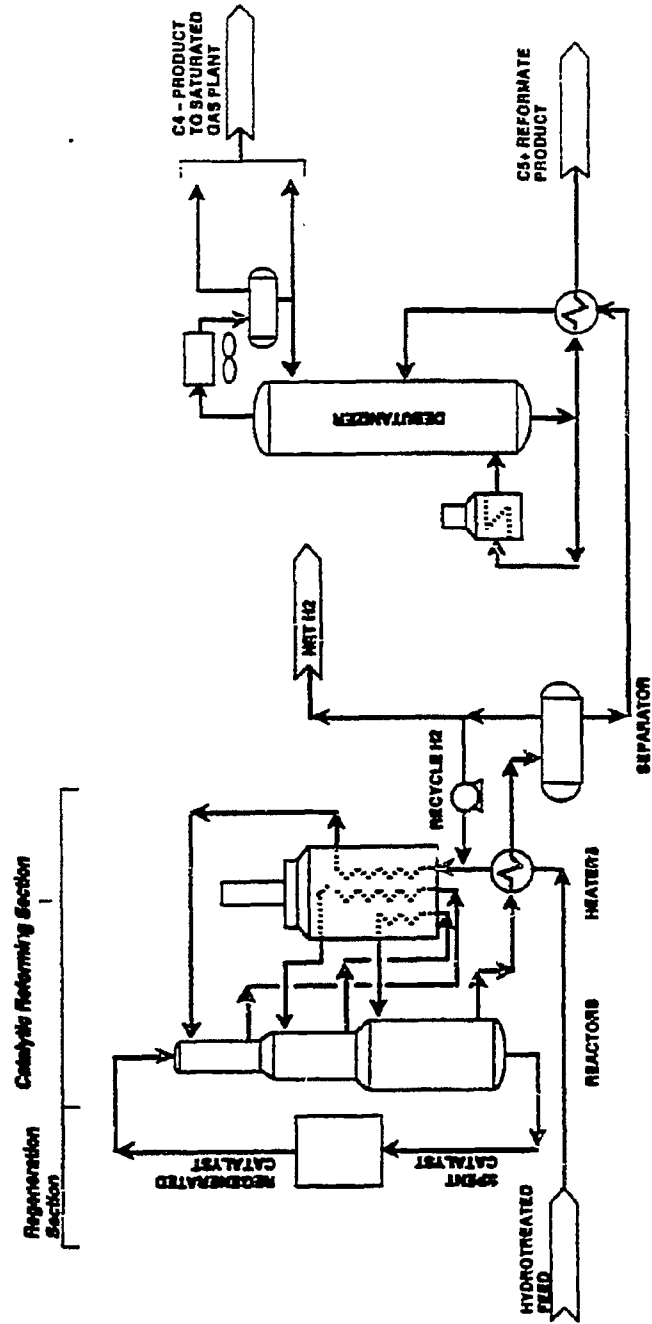 Regeneration
Section
Catalytic Reforming Section
REGENERATED
CATALYST
SPENT
CATALYST
HYDROTREATED
FEED
REACTORS
HEATERS
RECYCLE H2
NET H2
SEPARATOR
DEBUTANIZER
C4 - PRODUCT
TO SATURATED
GAS PLANT
C5+ REFORMATE
PRODUCT